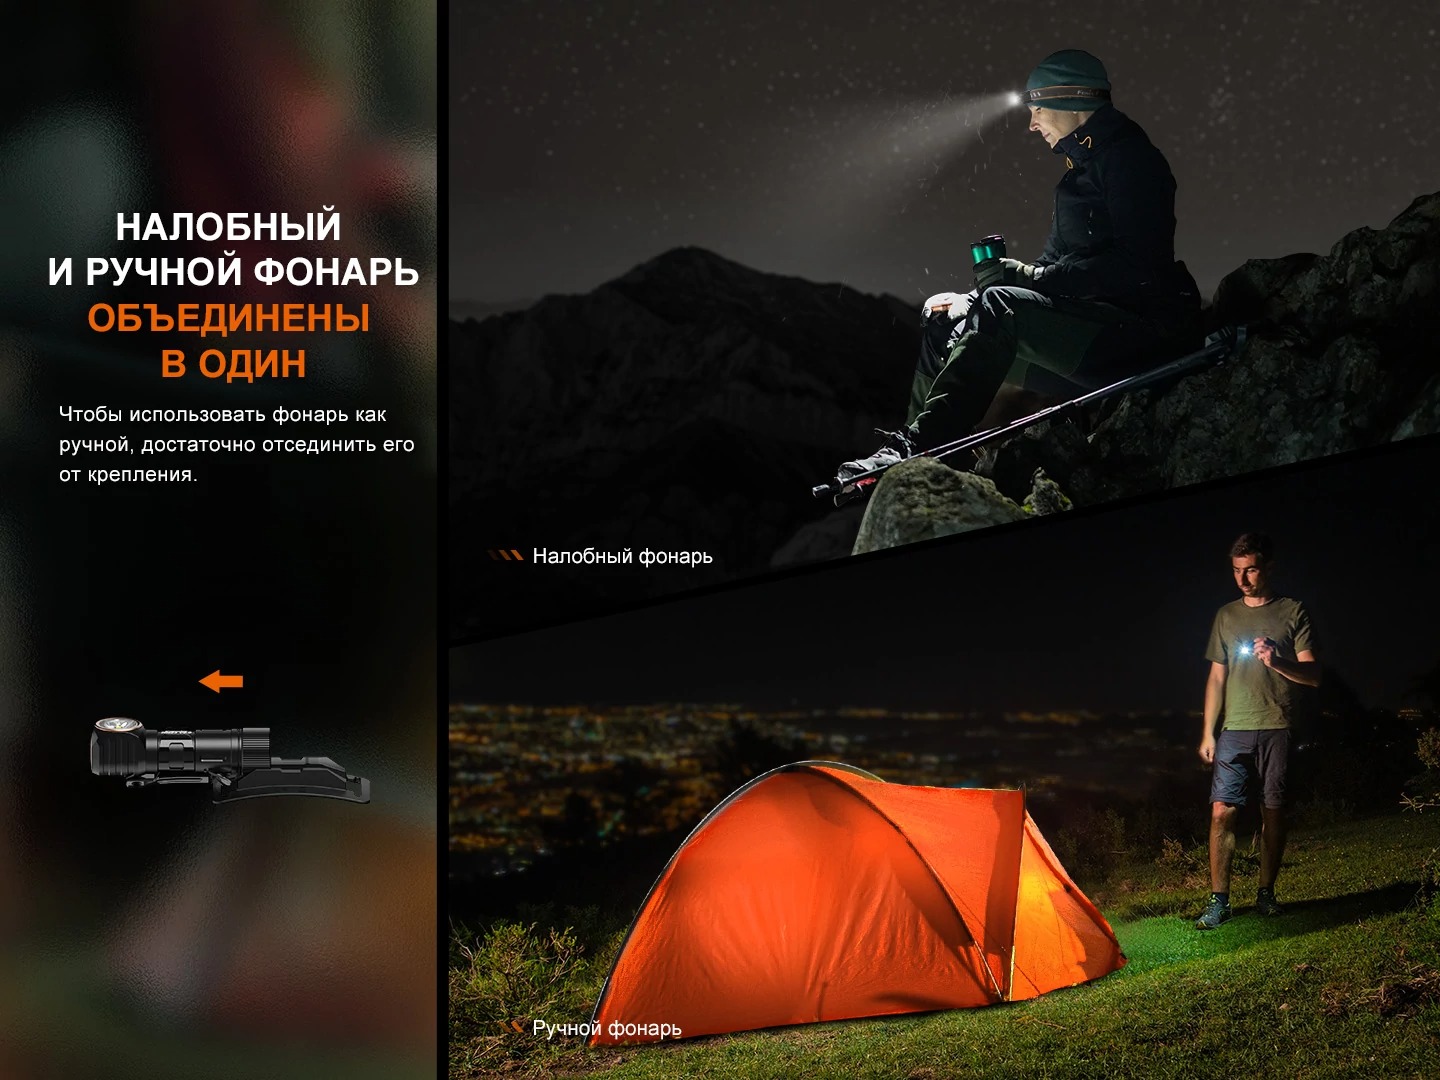 НАЛОБНЫЙ
И РУЧНОЙ ФОНАРЬ
ОБЪЕДИНЕНЫ
В ОДИН
Чтобы использовать фонарь как
ручной, достаточно отсединить его
от крепления.
Налобный фонарь
Ручной фонарь